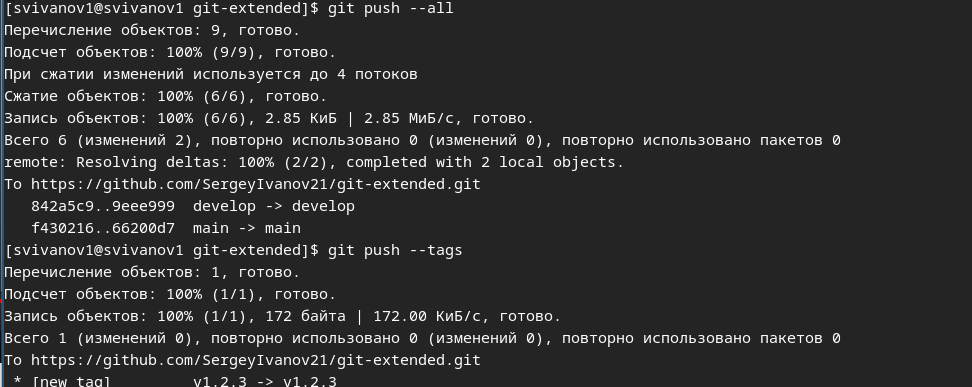 [svivanov1@svivanov1 git-extended]$ git push --all
Перечисление объектов: 9, готово.
Подсчет объектов: 100% (9/9), готово.
При сжатии изменений используется до 4 потоков
Сжатие объектов: 100% (6/6), готово.
Запись объектов: 100% (6/6), 2.85 КиБ | 2.85 МиБ/с, готово.
Всего 6 (изменений 2), повторно использовано 0 (изменений 0), повторно использовано пакетов 0
remote: Resolving deltas: 100% (2/2), completed with 2 local objects.
To https://github.com/SergeyIvanov21/git-extended.git
   842a5c9..9eee999  develop -> develop
   f430216..66200d7  main -> main
[svivanov1@svivanov1 git-extended]$ git push --tags
Перечисление объектов: 1, готово.
Подсчет объектов: 100% (1/1), готово.
Запись объектов: 100% (1/1), 172 байта | 172.00 КиБ/с, готово.
Всего 1 (изменений 0), повторно использовано 0 (изменений 0), повторно использовано пакетов 0
To https://github.com/SergeyIvanov21/git-extended.git
 * [new tag]         v1.2.3 -> v1.2.3